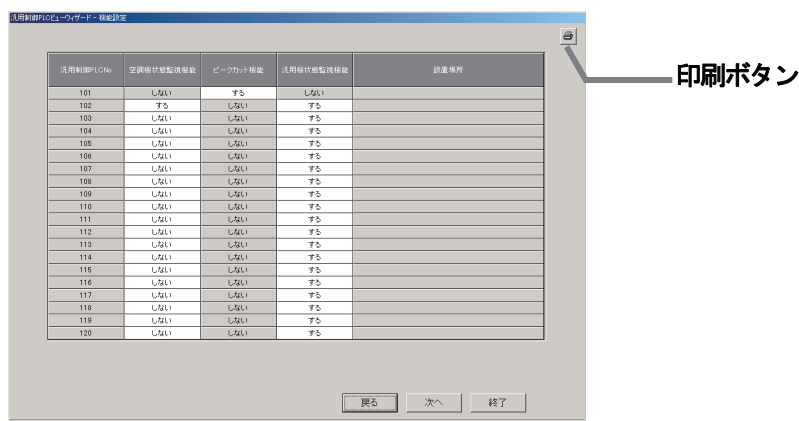 汎用制御PLCビューウィザード - 機能設定
印刷ボタン
汎用制御PLCNo 空調機状態監視機能 ピークカット機能 汎用機状態監視機能 設置場所
101 しない する しない
102 する しない する
103 しない しない する
104 しない しない する
105 しない しない する
106 しない しない する
107 しない しない する
108 しない しない する
109 しない しない する
110 しない しない する
111 しない しない する
112 しない しない する
113 しない しない する
114 しない しない する
115 しない しない する
116 しない しない する
117 しない しない する
118 しない しない する
119 しない しない する
120 しない しない する
戻る 次へ 終了